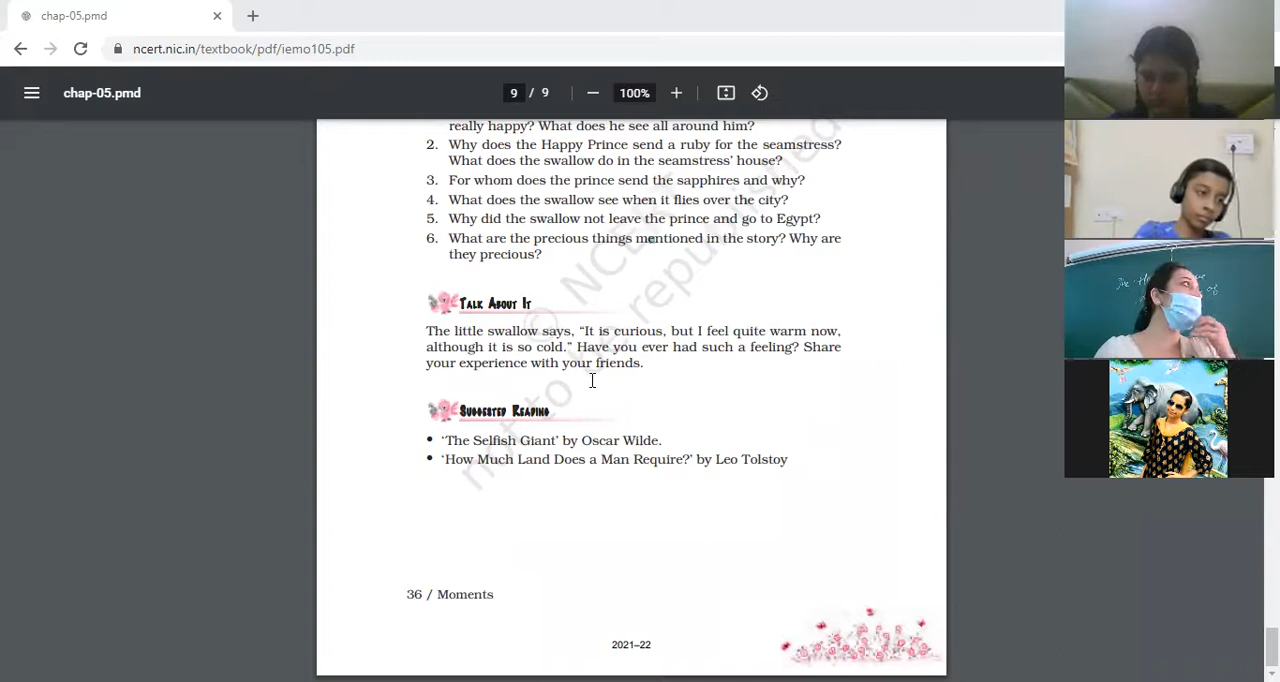 chap-05.pmd
ncert.nic.in/textbook/pdf/iemo105.pdf
chap-05.pmd
9 / 9
100%
really happy? What does he see all around him?
2. Why does the Happy Prince send a ruby for the seamstress?
What does the swallow do in the seamstress' house?
3. For whom does the prince send the sapphires and why?
4. What does the swallow see when it flies over the city?
5. Why did the swallow not leave the prince and go to Egypt?
6. What are the precious things mentioned in the story? Why are
they precious?
TALK ABOUT IT
The little swallow says, “It is curious, but I feel quite warm now,
although it is so cold.” Have you ever had such a feeling? Share
your experience with your friends.
SUGGESTED READING
• ‘The Selfish Giant’ by Oscar Wilde.
• ‘How Much Land Does a Man Require?’ by Leo Tolstoy
36 / Moments
2021–22
© NCERT
not to be republished
of